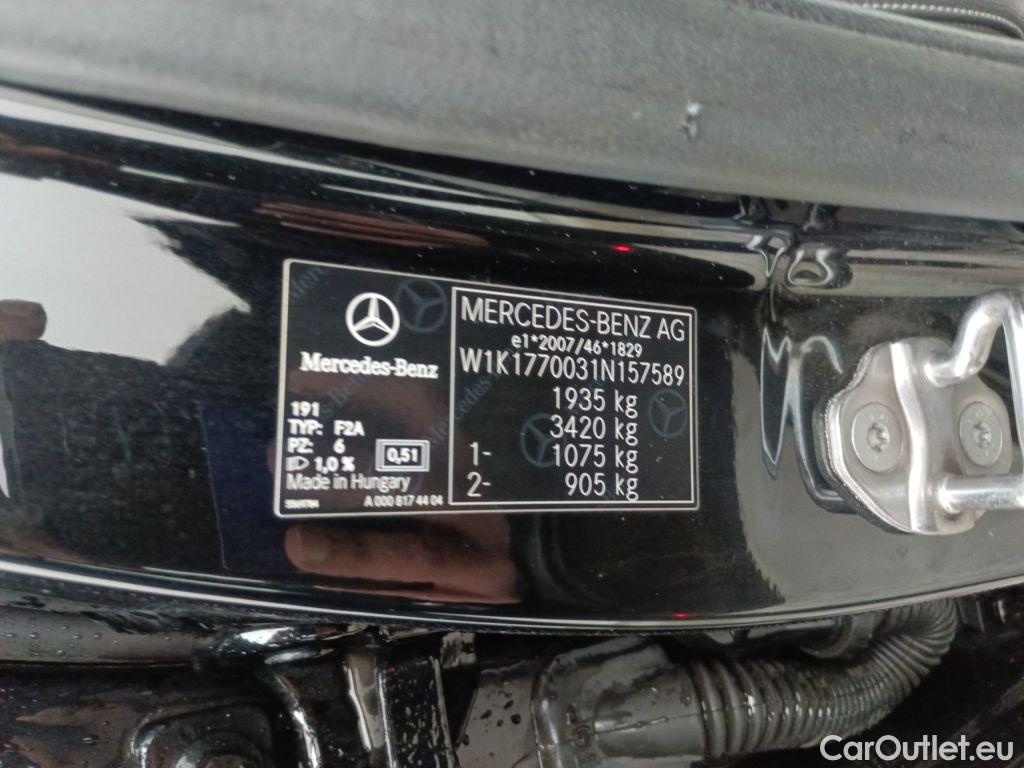 Mercedes-Benz
191
TYP: F2A
PZ: 6
1,0 %
0,51
Made in Hungary
A 000 817 44 04
MERCEDES-BENZ AG
e1*2007/46*1829
W1K1770031N157589
1935 kg
3420 kg
1- 1075 kg
2- 905 kg
CarOutlet.eu